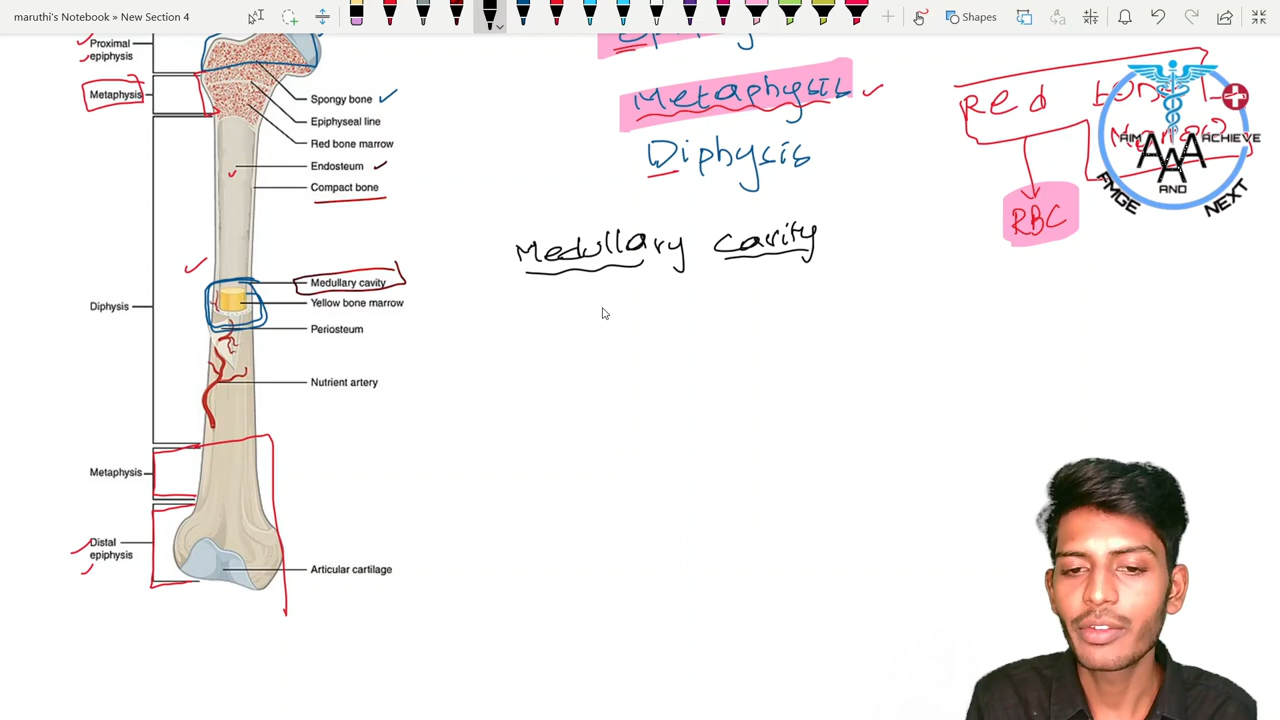 maruthi's Notebook » New Section 4
Shapes
Proximal
epiphysis
Metaphysis
Spongy bone
Epiphyseal line
Red bone marrow
Endosteum
Compact bone
Diphysis
Medullary cavity
Yellow bone marrow
Periosteum
Nutrient artery
Metaphysis
Distal
epiphysis
Articular cartilage
Metaphysis
Diphysis
Medullary cavity
Red
RBC
AIM ACHIEVE
AAA
AND
FMGE NEXT